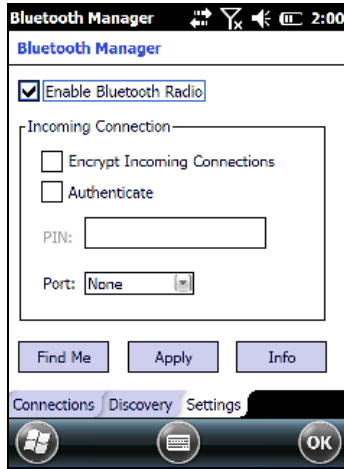 Bluetooth Manager 2:00
Bluetooth Manager
Enable Bluetooth Radio
Incoming Connection
Encrypt Incoming Connections
Authenticate
PIN:
Port: None
Find Me Apply Info
Connections Discovery Settings
OK